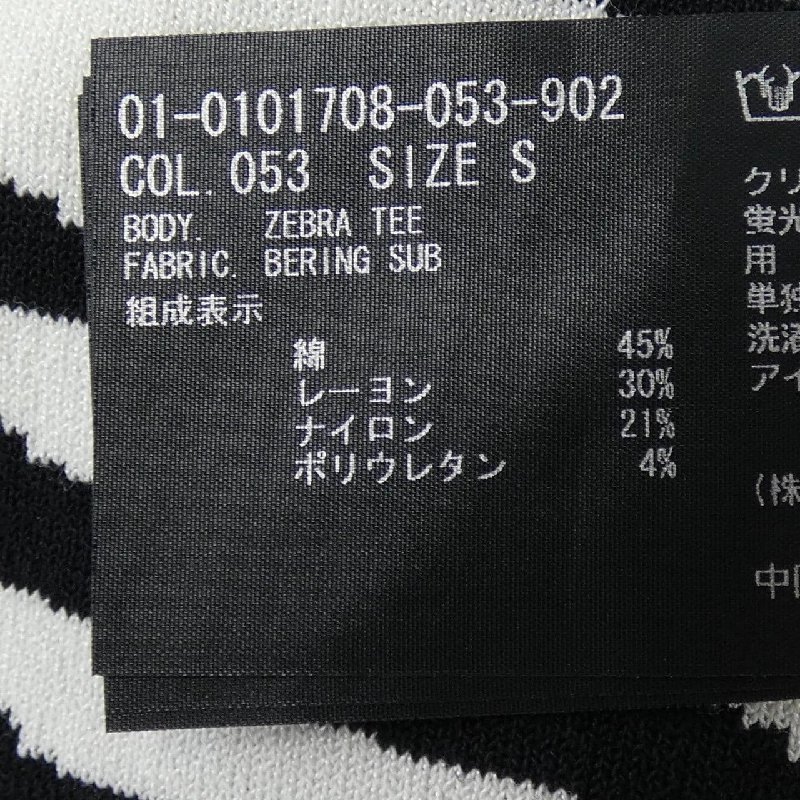 01-0101708-053-902
COL. 053 SIZE S
BODY. ZEBRA TEE
FABRIC. BERING SUB
組成表示
綿 45%
レーヨン 30%
ナイロン 21%
ポリウレタン 4%
クリ
蛍光
用
単独
洗濯
アイ
(株
中